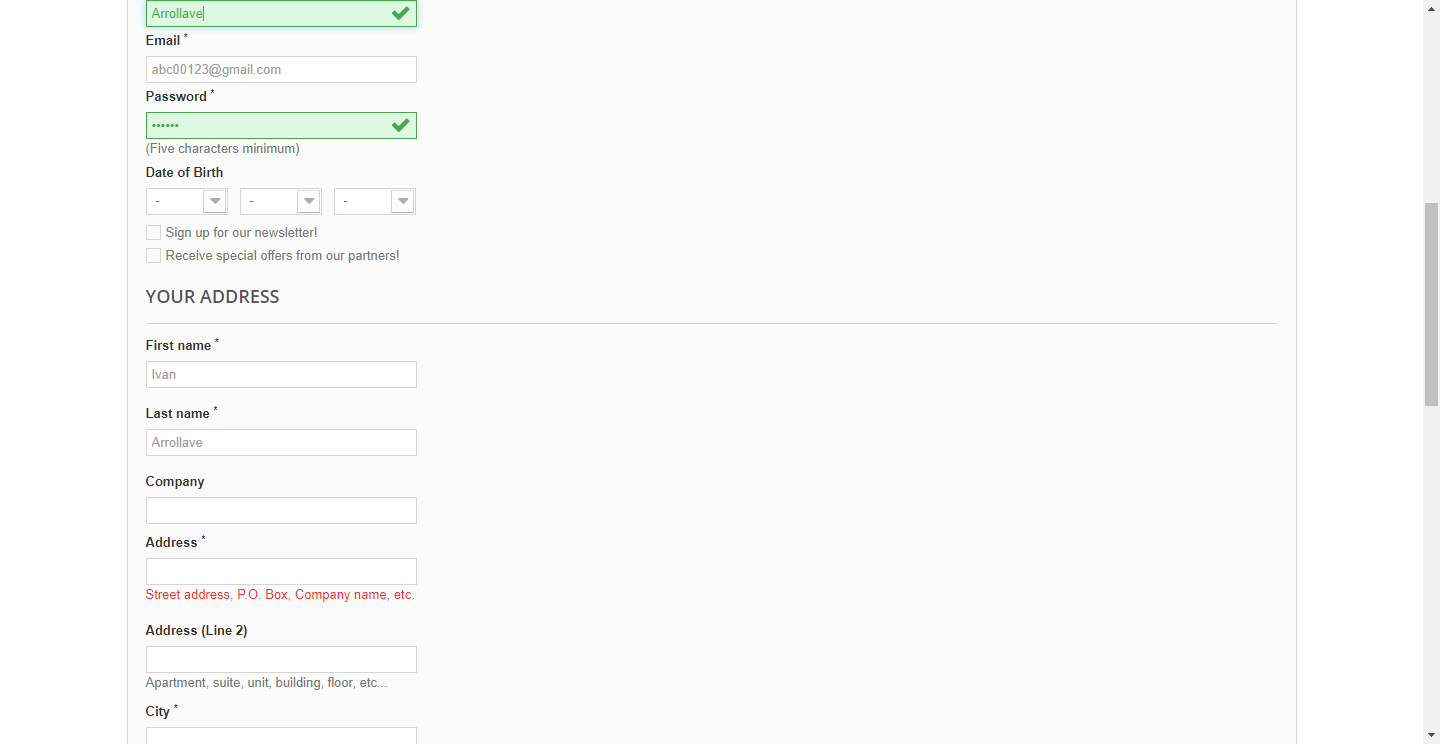 Arrollave
Email *
abc00123@gmail.com
Password *
••••••
(Five characters minimum)
Date of Birth
- - -
Sign up for our newsletter!
Receive special offers from our partners!
YOUR ADDRESS
First name *
Ivan
Last name *
Arrollave
Company
Address *
Street address, P.O. Box, Company name, etc.
Address (Line 2)
Apartment, suite, unit, building, floor, etc...
City *